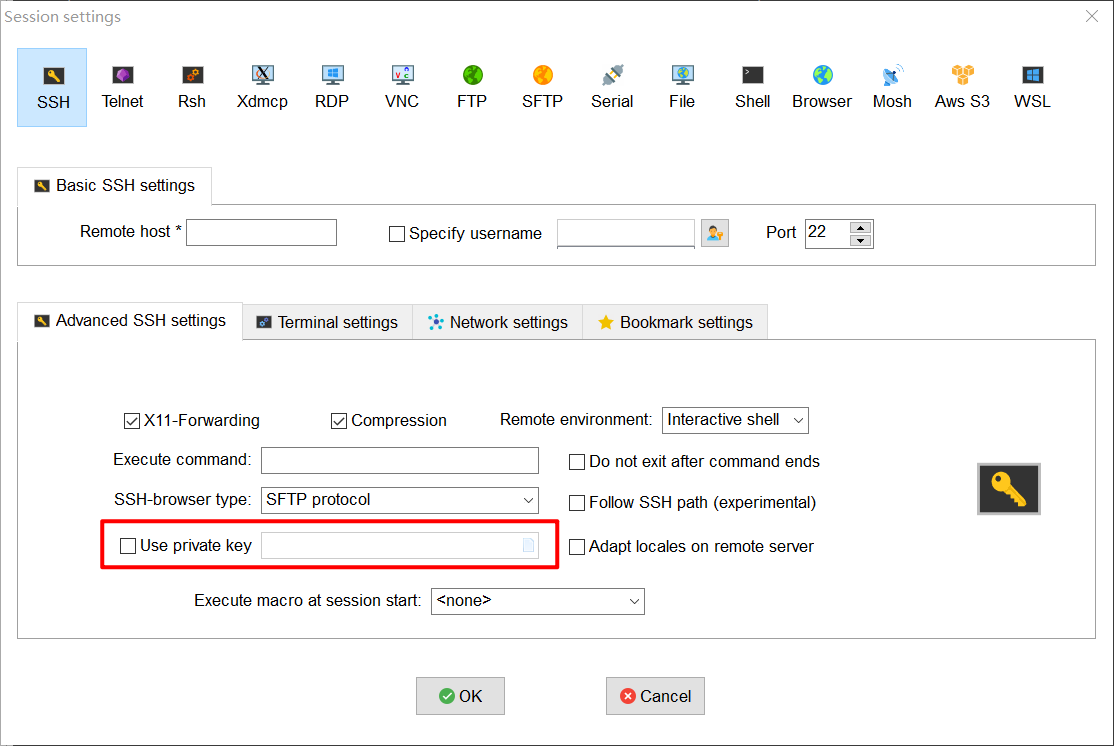 Session settings
SSH Telnet Rsh Xdmcp RDP VNC FTP SFTP Serial File Shell Browser Mosh Aws S3 WSL
Basic SSH settings
Remote host * Specify username Port 22
Advanced SSH settings Terminal settings Network settings Bookmark settings
X11-Forwarding Compression Remote environment: Interactive shell
Execute command: Do not exit after command ends
SSH-browser type: SFTP protocol Follow SSH path (experimental)
Use private key Adapt locales on remote server
Execute macro at session start: <none>
OK Cancel